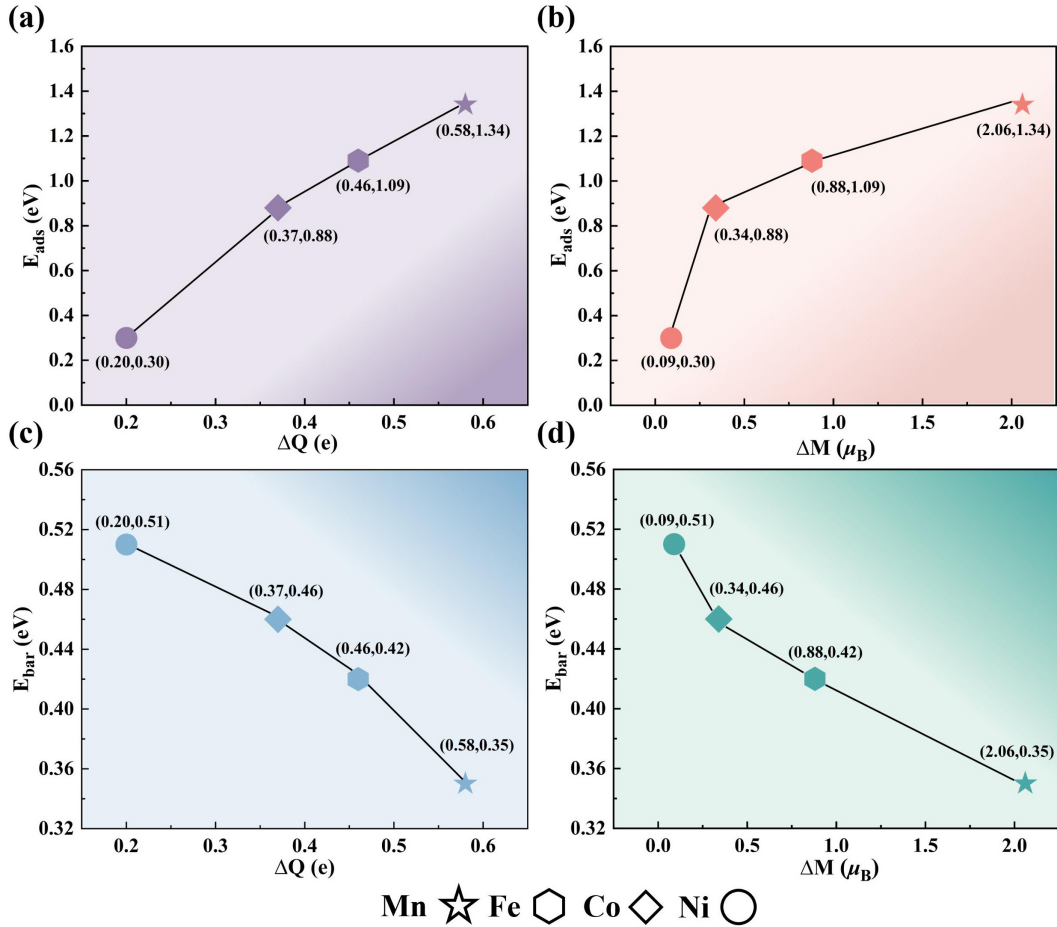 (a)
1.6
1.4
1.2
1.0
0.8
0.6
0.4
0.2
0.0
E_ads (eV)
(0.58,1.34)
(0.46,1.09)
(0.37,0.88)
(0.20,0.30)
0.2 0.3 0.4 0.5 0.6
ΔQ (e)
(b)
1.6
1.4
1.2
1.0
0.8
0.6
0.4
0.2
0.0
E_ads (eV)
(2.06,1.34)
(0.88,1.09)
(0.34,0.88)
(0.09,0.30)
0.0 0.5 1.0 1.5 2.0
ΔM (μ_B)
(c)
0.56
0.52
0.48
0.44
0.40
0.36
0.32
E_bar (eV)
(0.20,0.51)
(0.37,0.46)
(0.46,0.42)
(0.58,0.35)
0.2 0.3 0.4 0.5 0.6
ΔQ (e)
(d)
0.56
0.52
0.48
0.44
0.40
0.36
0.32
E_bar (eV)
(0.09,0.51)
(0.34,0.46)
(0.88,0.42)
(2.06,0.35)
0.0 0.5 1.0 1.5 2.0
ΔM (μ_B)
Mn Fe Co Ni